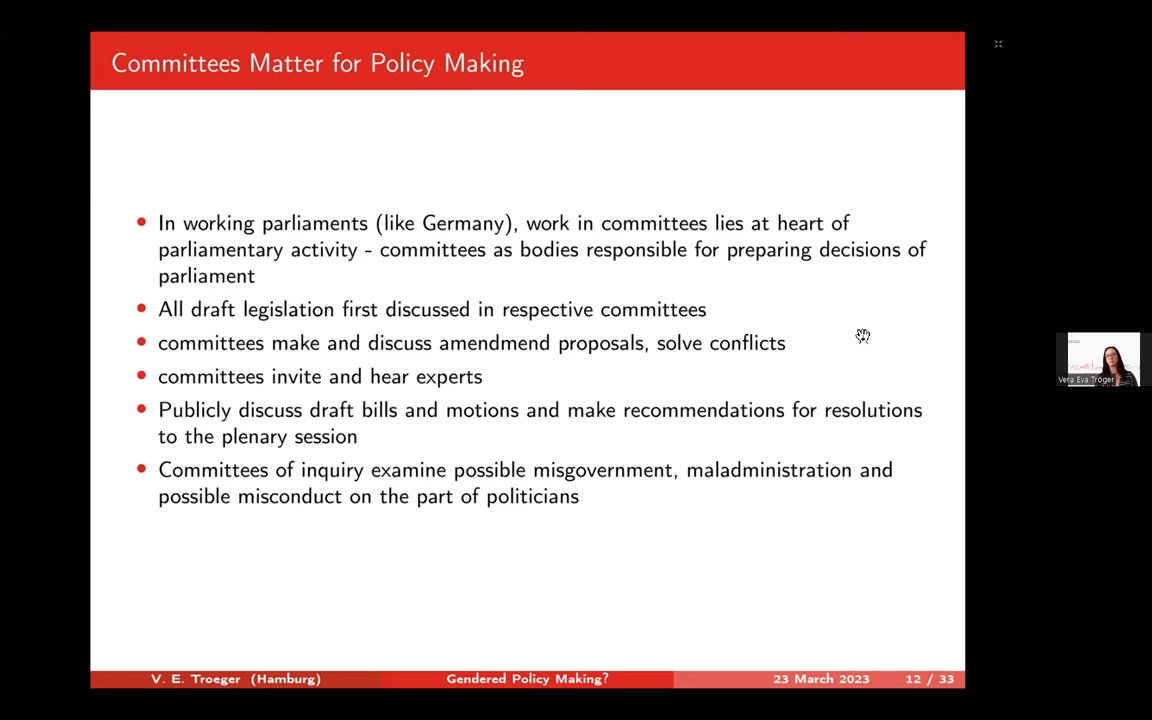 Committees Matter for Policy Making
In working parliaments (like Germany), work in committees lies at heart of
parliamentary activity - committees as bodies responsible for preparing decisions of
parliament
All draft legislation first discussed in respective committees
committees make and discuss amendmend proposals, solve conflicts
committees invite and hear experts
Publicly discuss draft bills and motions and make recommendations for resolutions
to the plenary session
Committees of inquiry examine possible misgovernment, maladministration and
possible misconduct on the part of politicians
Vera Eva Tröger
V. E. Troeger (Hamburg) Gendered Policy Making? 23 March 2023 12 / 33